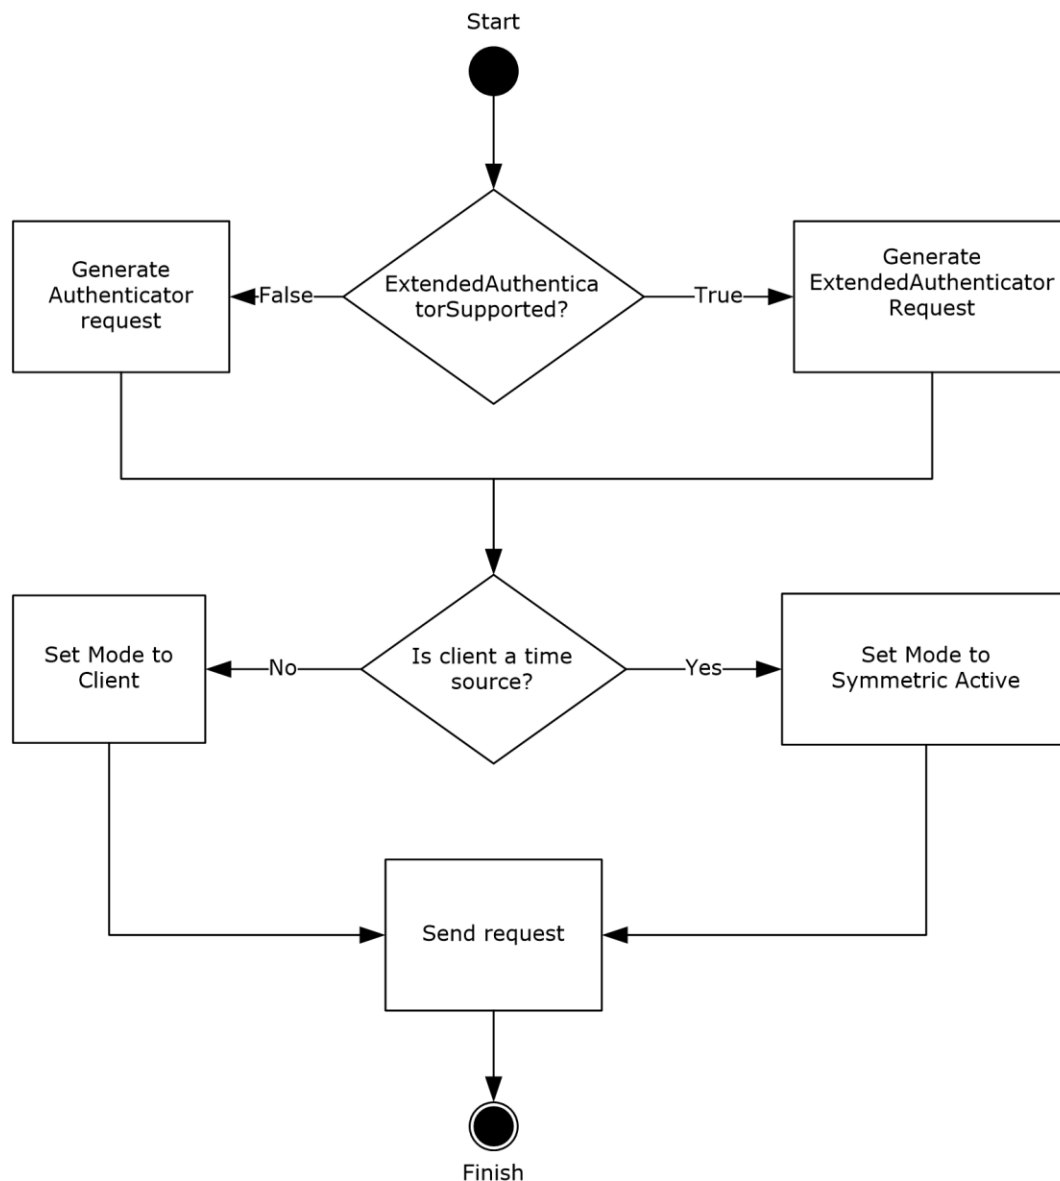 Start
Generate
Authenticator
request
False
ExtendedAuthentica
torSupported?
True
Generate
ExtendedAuthenticator
Request
Set Mode to
Client
No
Is client a time
source?
Yes
Set Mode to
Symmetric Active
Send request
Finish